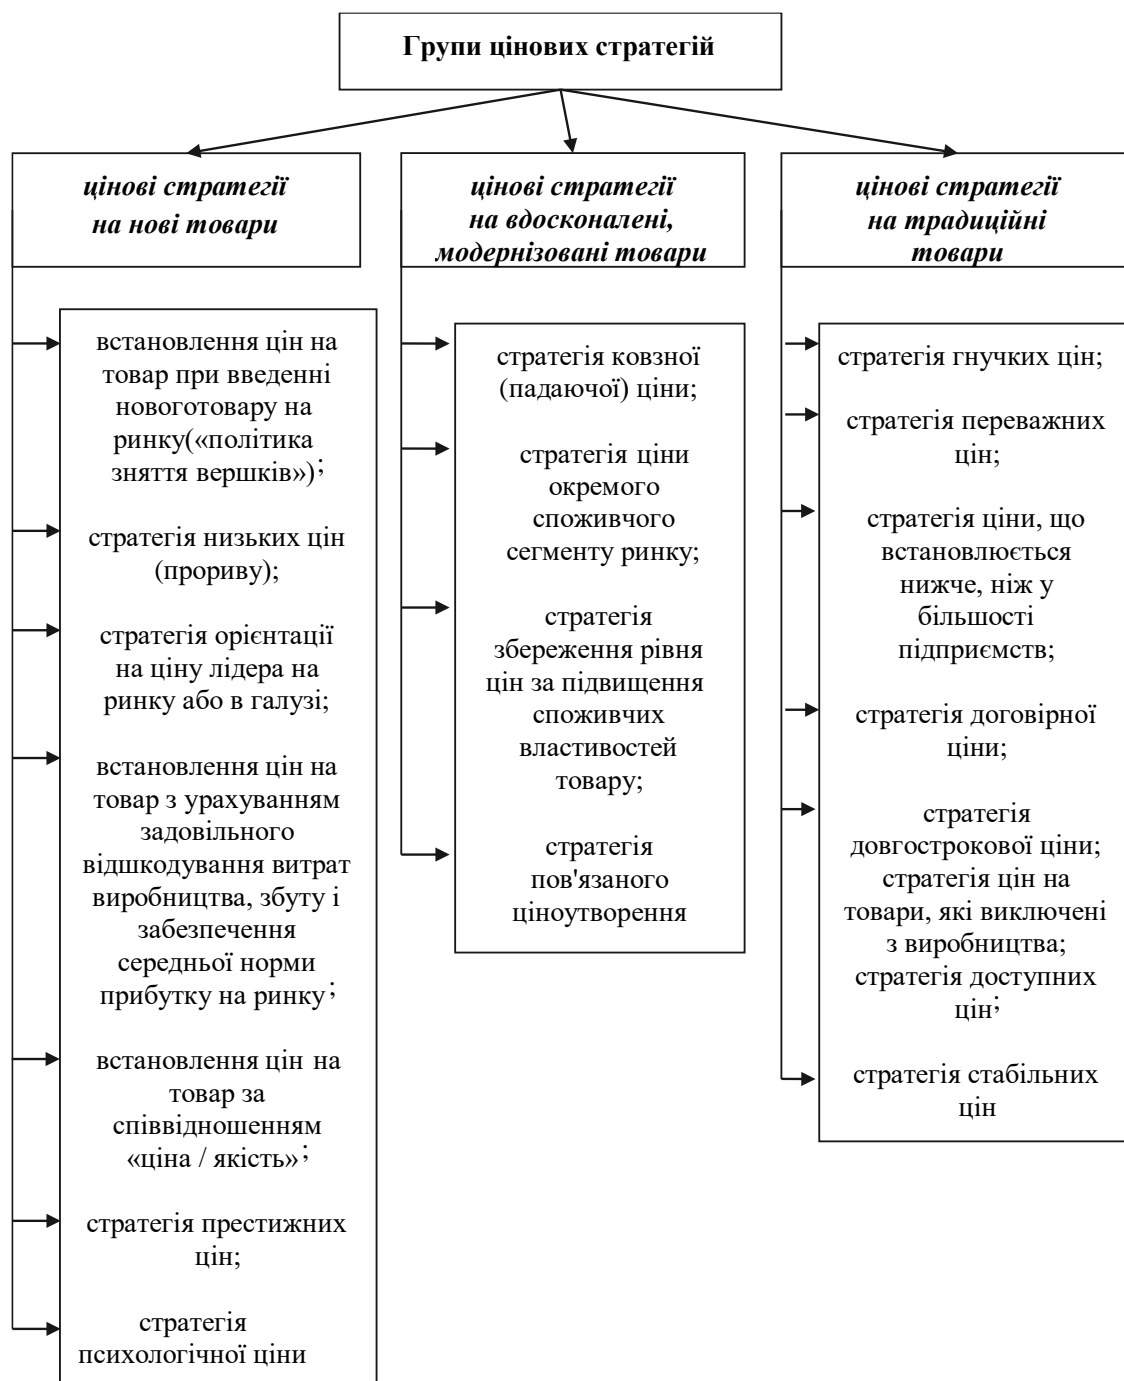 Групи цінових стратегій
цінові стратегії
на нові товари
цінові стратегії
на вдосконалені,
модернізовані товари
цінові стратегії
на традиційні
товари
встановлення цін на
товар при введенні
новоготовару на
ринку(«політика
зняття вершків»);
стратегія низьких цін
(прориву);
стратегія орієнтації
на ціну лідера на
ринку або в галузі;
встановлення цін на
товар з урахуванням
задовільного
відшкодування витрат
виробництва, збуту і
забезпечення
середньої норми
прибутку на ринку;
встановлення цін на
товар за
співвідношенням
«ціна / якість»;
стратегія престижних
цін;
стратегія
психологічної ціни
стратегія ковзної
(падаючої) ціни;
стратегія ціни
окремого
споживчого
сегменту ринку;
стратегія
збереження рівня
цін за підвищення
споживчих
властивостей
товару;
стратегія
пов'язаного
ціноутворення
стратегія гнучких цін;
стратегія переважних
цін;
стратегія ціни, що
встановлюється
нижче, ніж у
більшості
підприємств;
стратегія договірної
ціни;
стратегія
довгострокової ціни;
стратегія цін на
товари, які виключені
з виробництва;
стратегія доступних
цін;
стратегія стабільних
цін